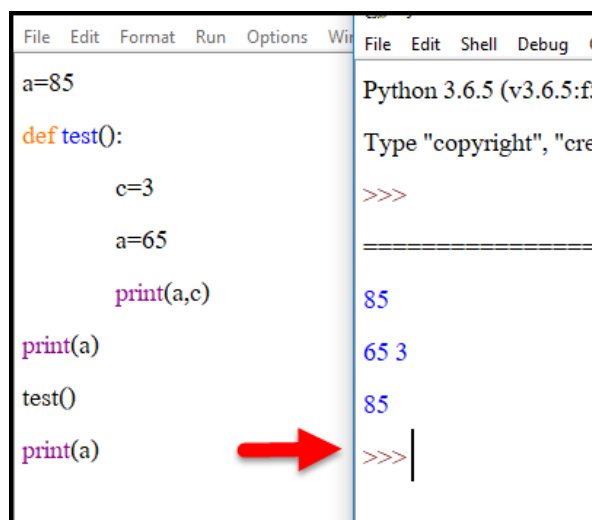 File Edit Format Run Options
a=85
def test():
c=3
a=65
print(a,c)
print(a)
test()
print(a)
File Edit Shell Debug
Python 3.6.5 (v3.6.5:f
Type "copyright", "cre
>>>
====================
85
65 3
85
>>>